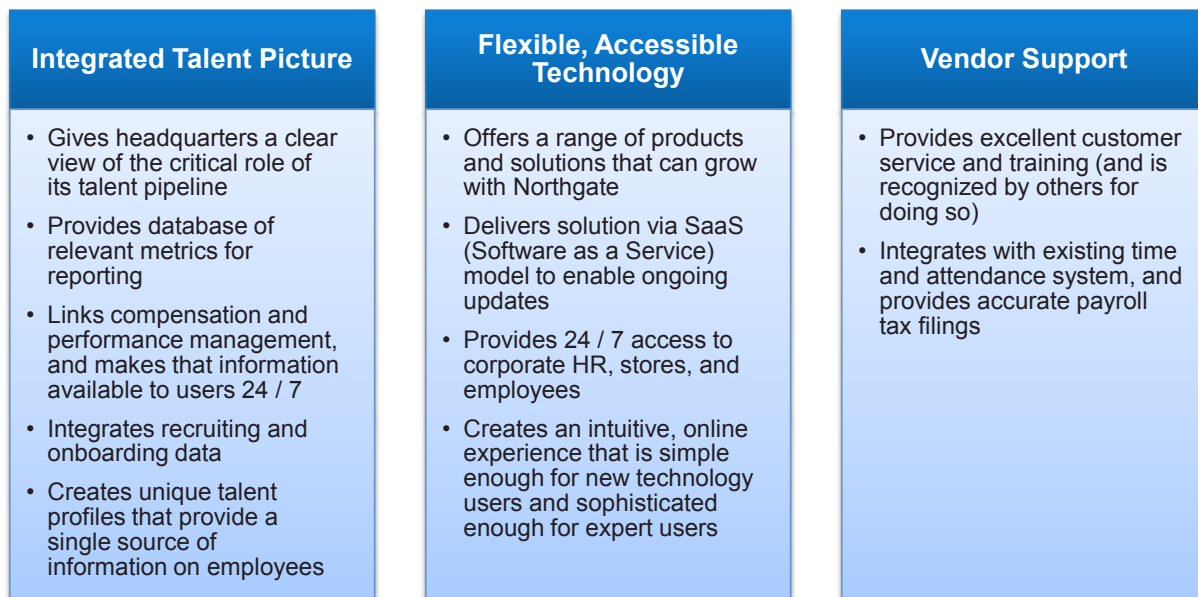 Integrated Talent Picture
• Gives headquarters a clear
view of the critical role of
its talent pipeline
• Provides database of
relevant metrics for
reporting
• Links compensation and
performance management,
and makes that information
available to users 24 / 7
• Integrates recruiting and
onboarding data
• Creates unique talent
profiles that provide a
single source of
information on employees
Flexible, Accessible
Technology
• Offers a range of products
and solutions that can grow
with Northgate
• Delivers solution via SaaS
(Software as a Service)
model to enable ongoing
updates
• Provides 24 / 7 access to
corporate HR, stores, and
employees
• Creates an intuitive, online
experience that is simple
enough for new technology
users and sophisticated
enough for expert users
Vendor Support
• Provides excellent customer
service and training (and is
recognized by others for
doing so)
• Integrates with existing time
and attendance system, and
provides accurate payroll
tax filings